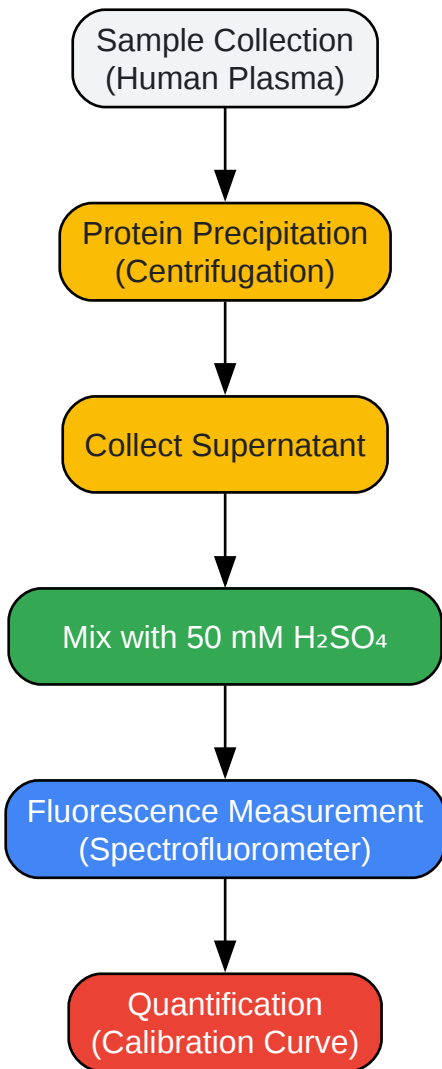 Sample Collection
(Human Plasma)
Protein Precipitation
(Centrifugation)
Collect Supernatant
Mix with 50 mM H₂SO₄
Fluorescence Measurement
(Spectrofluorometer)
Quantification
(Calibration Curve)